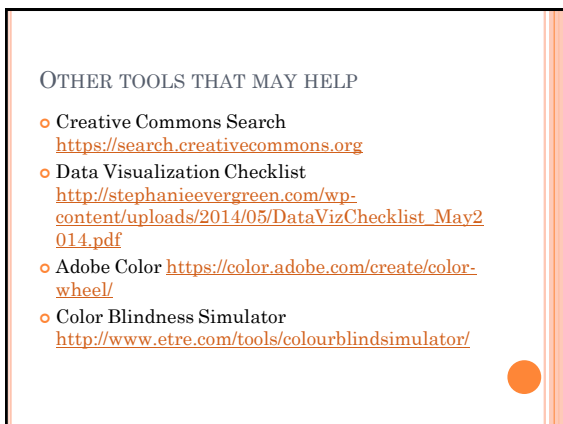 OTHER TOOLS THAT MAY HELP
Creative Commons Search
https://search.creativecommons.org
Data Visualization Checklist
http://stephanieevergreen.com/wp-
content/uploads/2014/05/DataVizChecklist_May2
014.pdf
Adobe Color https://color.adobe.com/create/color-
wheel/
Color Blindness Simulator
http://www.etre.com/tools/colourblindsimulator/